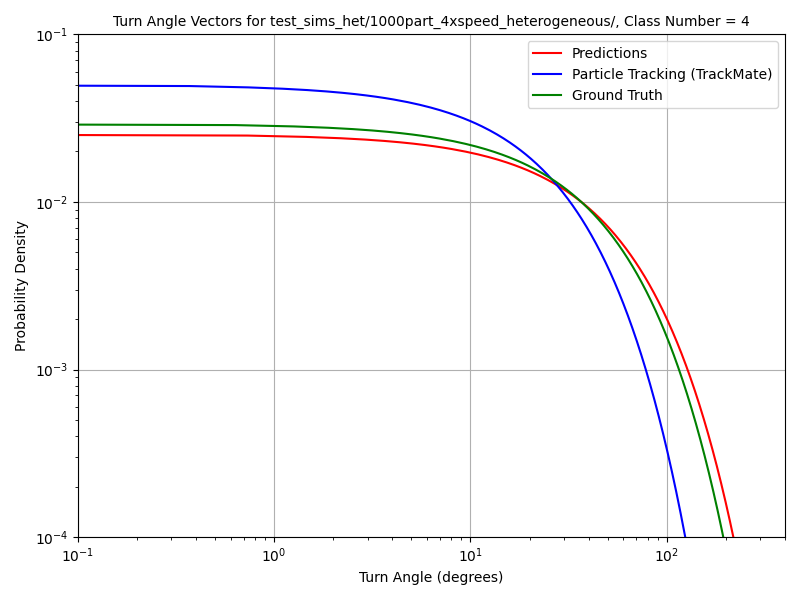 Turn Angle Vectors for test_sims_het/1000part_4xspeed_heterogeneous/, Class Number = 4
Predictions
Particle Tracking (TrackMate)
Ground Truth
Probability Density
10⁻¹
10⁻²
10⁻³
10⁻⁴
10⁻¹
10⁰
10¹
10²
Turn Angle (degrees)